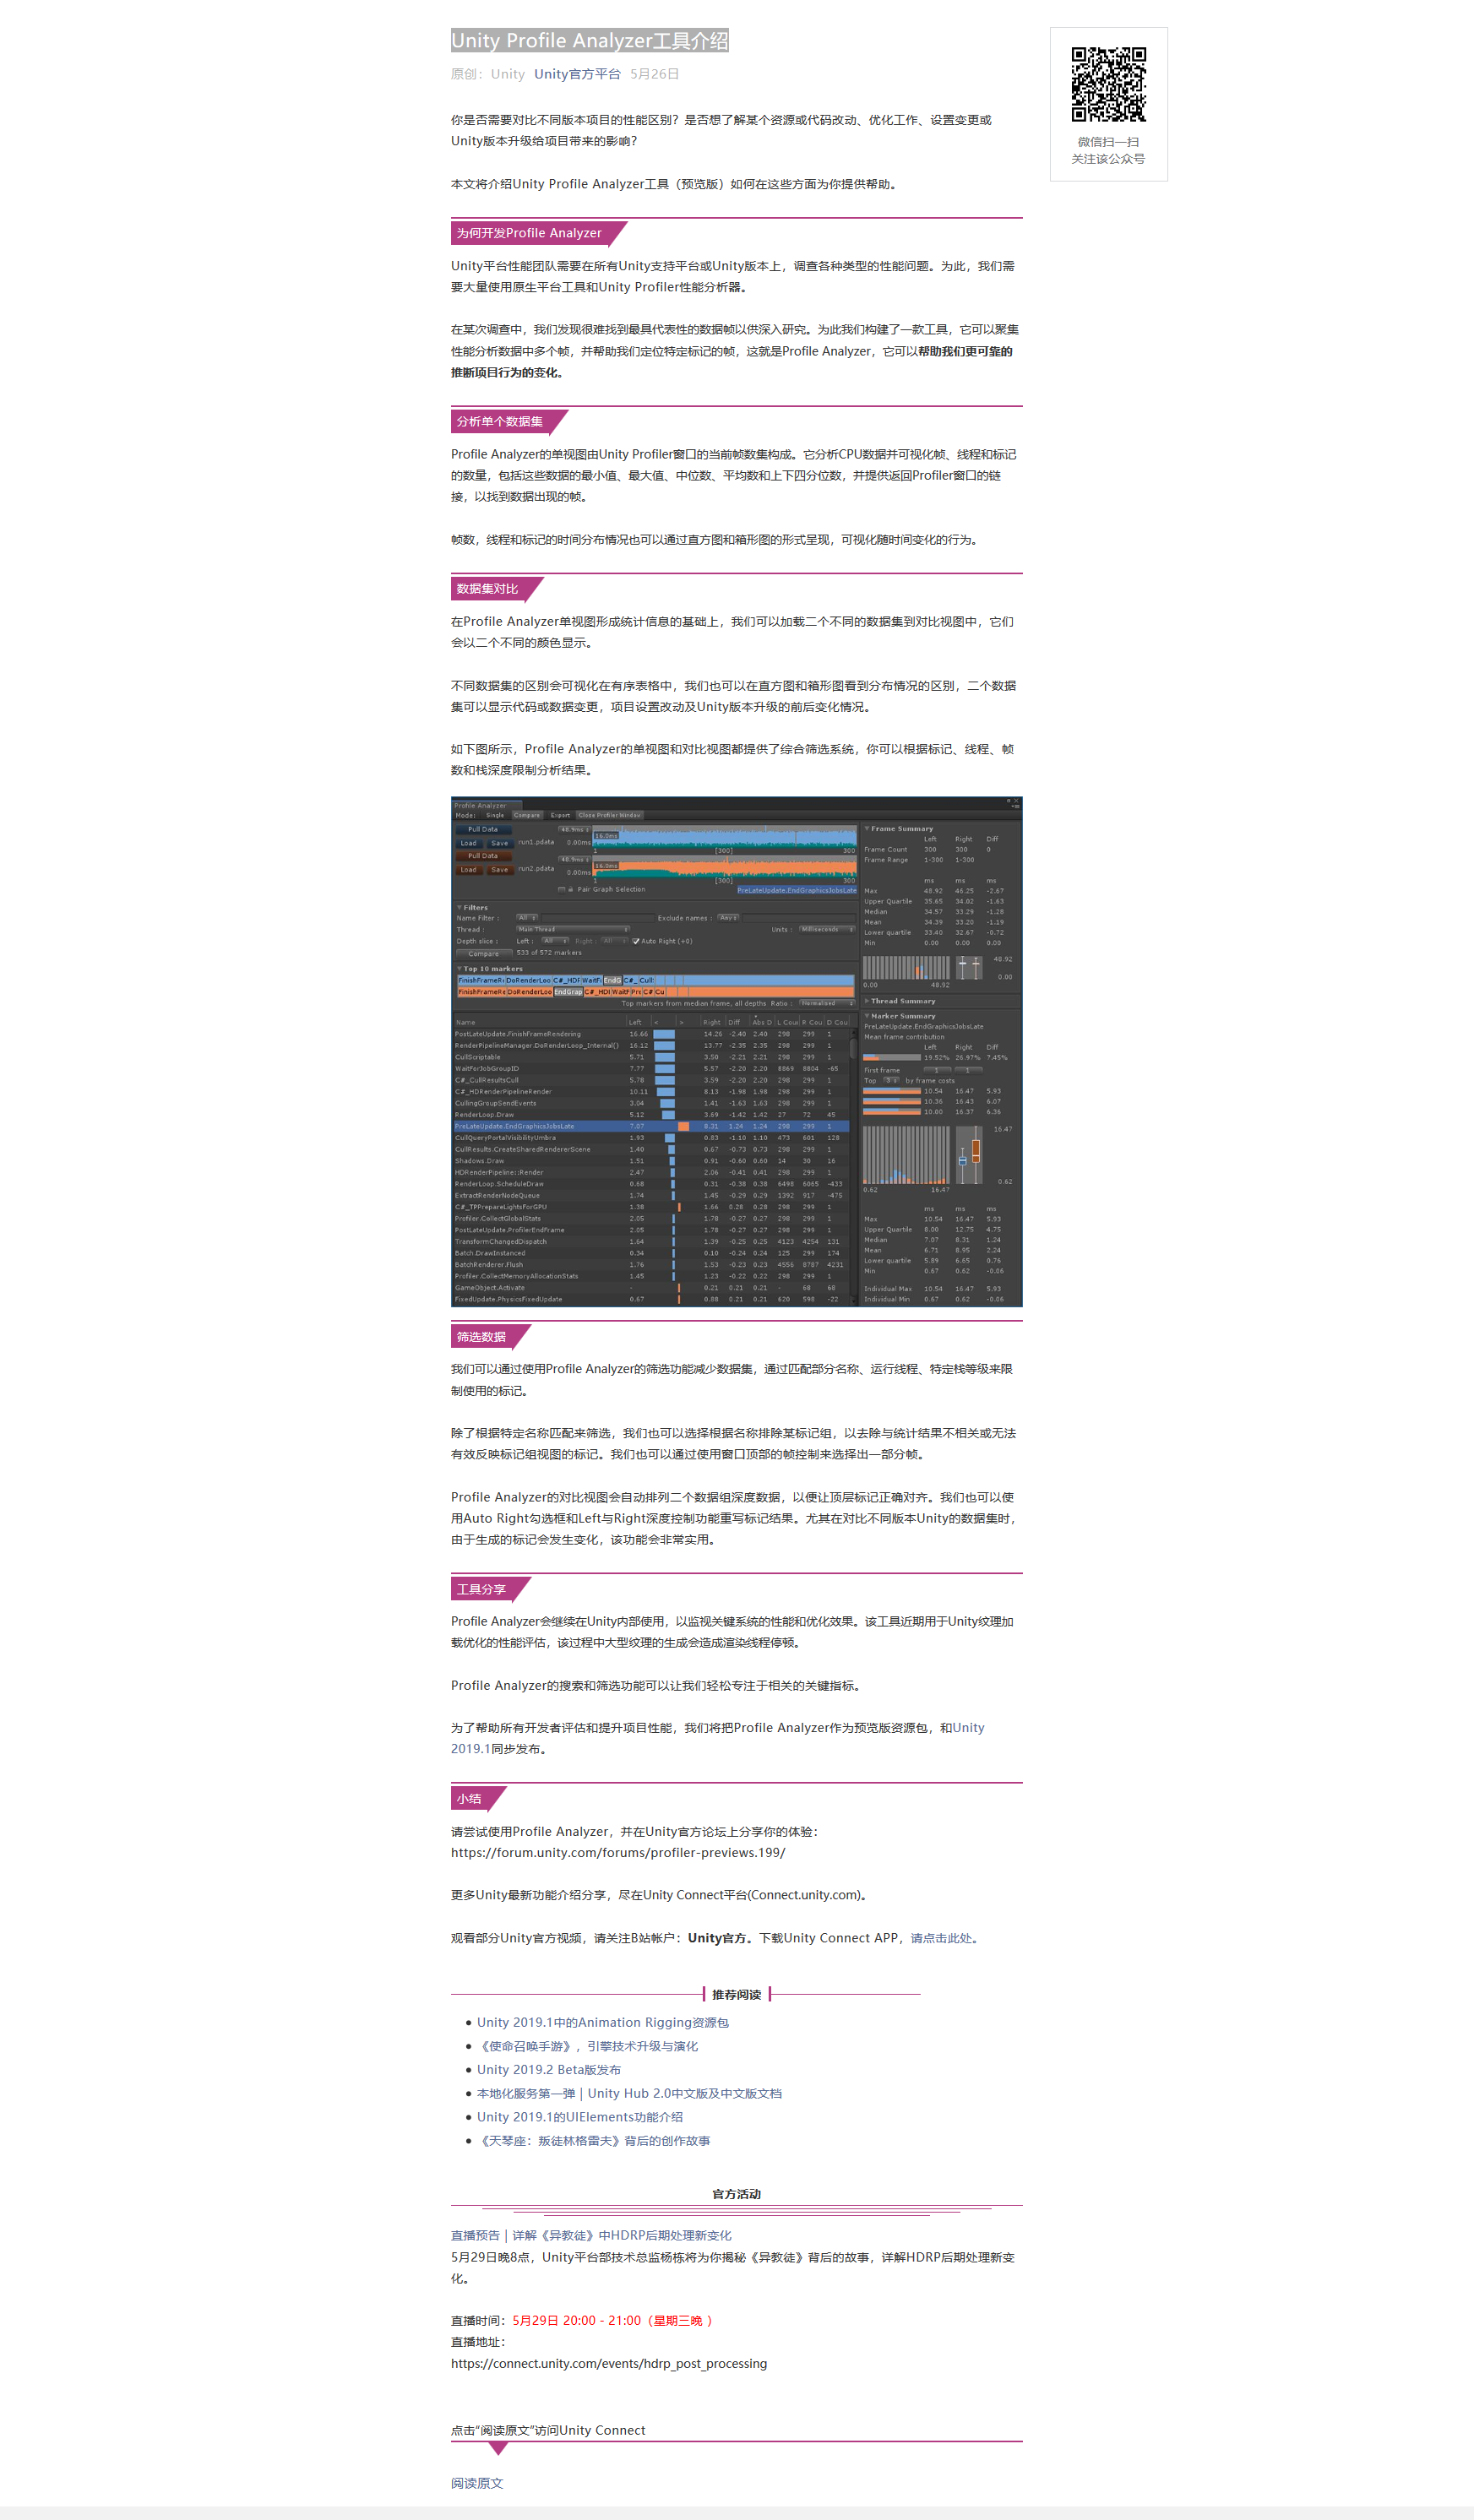 Unity Profile Analyzer工具介绍
原创：Unity Unity官方平台 5月26日
微信扫一扫
关注该公众号
你是否需要对比不同版本项目的性能区别？是否想了解某个资源或代码改动、优化工作、设置变更或
Unity版本升级给项目带来的影响？
本文将介绍Unity Profile Analyzer工具（预览版）如何在这些方面为你提供帮助。
为何开发Profile Analyzer
Unity平台性能团队需要在所有Unity支持平台或Unity版本上，调查各种类型的性能问题。为此，我们需
要大量使用原生平台工具和Unity Profiler性能分析器。
在某次调查中，我们发现很难找到最具代表性的数据帧以供深入研究。为此我们构建了一款工具，它可以聚集
性能分析数据中多个帧，并帮助我们定位特定标记的帧，这就是Profile Analyzer，它可以帮助我们更可靠的
推断项目行为的变化。
分析单个数据集
Profile Analyzer的单视图由Unity Profiler窗口的当前帧数集构成。它分析CPU数据并可视化帧、线程和标记
的数量，包括这些数据的最小值、最大值、中位数、平均数和上下四分位数，并提供返回Profiler窗口的链
接，以找到数据出现的帧。
帧数，线程和标记的时间分布情况也可以通过直方图和箱形图的形式呈现，可视化随时间变化的行为。
数据集对比
在Profile Analyzer单视图形成统计信息的基础上，我们可以加载二个不同的数据集到对比视图中，它们
会以二个不同的颜色显示。
不同数据集的区别会可视化在有序表格中，我们也可以在直方图和箱形图看到分布情况的区别，二个数据
集可以显示代码或数据变更，项目设置改动及Unity版本升级的前后变化情况。
如下图所示，Profile Analyzer的单视图和对比视图都提供了综合筛选系统，你可以根据标记、线程、帧
数和栈深度限制分析结果。
Profile Analyzer
Mode: Single Compare Export Close Profiler Window
Pull Data
Load Save run1.pdata 0.00ms
16.0ms
1 [300] 300
Pull Data
Load Save run2.pdata 0.00ms
16.0ms
1 [300] 300
Pair Graph Selection PreLateUpdate.EndGraphicsJobsLate
Filters
Name Filter : All Exclude names : Any
Thread : Main Thread Units : Milliseconds
Depth slice : Left : All Right : All Auto Right (+0)
Compare 533 of 572 markers
Top 10 markers
Top markers from median frame, all depths Ratio : Normalised
Name Left < > Right Diff Abs D L Cou R Cou D Cou
PostLateUpdate.FinishFrameRendering 16.66 14.26 -2.40 2.40 298 299 1
RenderPipelineManager.DoRenderLoop_Internal() 16.12 13.77 -2.35 2.35 298 299 1
CullScriptable 5.71 3.50 -2.21 2.21 298 299 1
WaitForJobGroupID 7.77 5.57 -2.20 2.20 8869 8804 -65
C#_CullResultsCull 5.78 3.59 -2.20 2.20 298 299 1
C#_HDRenderPipelineRender 10.11 8.13 -1.98 1.98 298 299 1
CullingGroupSendEvents 3.04 1.41 -1.63 1.63 298 299 1
RenderLoop.Draw 5.12 3.69 -1.42 1.42 27 72 45
PreLateUpdate.EndGraphicsJobsLate 7.07 8.31 1.24 1.24 298 299 1
CullQueryPortalVisibilityUmbra 1.93 0.83 -1.10 1.10 473 601 128
CullResults.CreateSharedRendererScene 1.40 0.67 -0.73 0.73 298 299 1
Shadows.Draw 1.51 0.91 -0.60 0.60 14 30 16
HDRenderPipeline::Render 2.47 2.06 -0.41 0.41 298 299 1
RenderLoop.ScheduleDraw 0.68 0.31 -0.38 0.38 6498 6065 -433
ExtractRenderNodeQueue 1.74 1.45 -0.29 0.29 1392 917 -475
C#_TPPrepareLightsForGPU 1.38 1.66 0.28 0.28 298 299 1
Profiler.CollectGlobalStats 2.05 1.78 -0.27 0.27 298 299 1
PostLateUpdate.ProfilerEndFrame 2.05 1.78 -0.27 0.27 298 299 1
TransformChangedDispatch 1.64 1.39 -0.25 0.25 4123 4254 131
Batch.DrawInstanced 0.34 0.10 -0.24 0.24 125 299 174
BatchRenderer.Flush 1.76 1.53 -0.23 0.23 4556 8787 4231
Profiler.CollectMemoryAllocationStats 1.45 1.23 -0.22 0.22 298 299 1
GameObject.Activate - 0.21 0.21 0.21 - 68 68
FixedUpdate.PhysicsFixedUpdate 0.67 0.88 0.21 0.21 620 598 -22
Frame Summary
Left Right Diff
Frame Count 300 300 0
Frame Range 1-300 1-300
ms ms ms
Max 48.92 46.25 -2.67
Upper Quartile 35.65 34.02 -1.63
Median 34.57 33.29 -1.28
Mean 34.39 33.20 -1.19
Lower quartile 33.40 32.67 -0.72
Min 0.00 0.00 0.00
48.92
0.00
0.00 48.92
Thread Summary
Marker Summary
PreLateUpdate.EndGraphicsJobsLate
Mean frame contribution
Left Right Diff
19.52% 26.97% 7.45%
First frame 1 1
Top 3 by frame costs
10.54 16.47 5.93
10.36 16.43 6.07
10.00 16.37 6.36
16.47
0.62
0.62 16.47
ms ms ms
Max 10.54 16.47 5.93
Upper Quartile 8.00 12.75 4.75
Median 7.07 8.31 1.24
Mean 6.71 8.95 2.24
Lower quartile 5.89 6.65 0.76
Min 0.67 0.62 -0.06
Individual Max 10.54 16.47 5.93
Individual Min 0.67 0.62 -0.06
筛选数据
我们可以通过使用Profile Analyzer的筛选功能减少数据集，通过匹配部分名称、运行线程、特定栈等级来限
制使用的标记。
除了根据特定名称匹配来筛选，我们也可以选择根据名称排除某标记组，以去除与统计结果不相关或无法
有效反映标记组视图的标记。我们也可以通过使用窗口顶部的帧控制来选择出一部分帧。
Profile Analyzer的对比视图会自动排列二个数据组深度数据，以便让顶层标记正确对齐。我们也可以使
用Auto Right勾选框和Left与Right深度控制功能重写标记结果。尤其在对比不同版本Unity的数据集时，
由于生成的标记会发生变化，该功能会非常实用。
工具分享
Profile Analyzer会继续在Unity内部使用，以监视关键系统的性能和优化效果。该工具近期用于Unity纹理加
载优化的性能评估，该过程中大型纹理的生成会造成渲染线程停顿。
Profile Analyzer的搜索和筛选功能可以让我们轻松专注于相关的关键指标。
为了帮助所有开发者评估和提升项目性能，我们将把Profile Analyzer作为预览版资源包，和Unity
2019.1同步发布。
小结
请尝试使用Profile Analyzer，并在Unity官方论坛上分享你的体验：
https://forum.unity.com/forums/profiler-previews.199/
更多Unity最新功能介绍分享，尽在Unity Connect平台(Connect.unity.com)。
观看部分Unity官方视频，请关注B站帐户：Unity官方。下载Unity Connect APP，请点击此处。
推荐阅读
Unity 2019.1中的Animation Rigging资源包
《使命召唤手游》，引擎技术升级与演化
Unity 2019.2 Beta版发布
本地化服务第一弹 | Unity Hub 2.0中文版及中文版文档
Unity 2019.1的UIElements功能介绍
《天琴座：叛徒林格雷夫》背后的创作故事
官方活动
直播预告 | 详解《异教徒》中HDRP后期处理新变化
5月29日晚8点，Unity平台部技术总监杨栋将为你揭秘《异教徒》背后的故事，详解HDRP后期处理新变
化。
直播时间：5月29日 20:00 - 21:00（星期三晚 ）
直播地址：
https://connect.unity.com/events/hdrp_post_processing
点击“阅读原文”访问Unity Connect
阅读原文